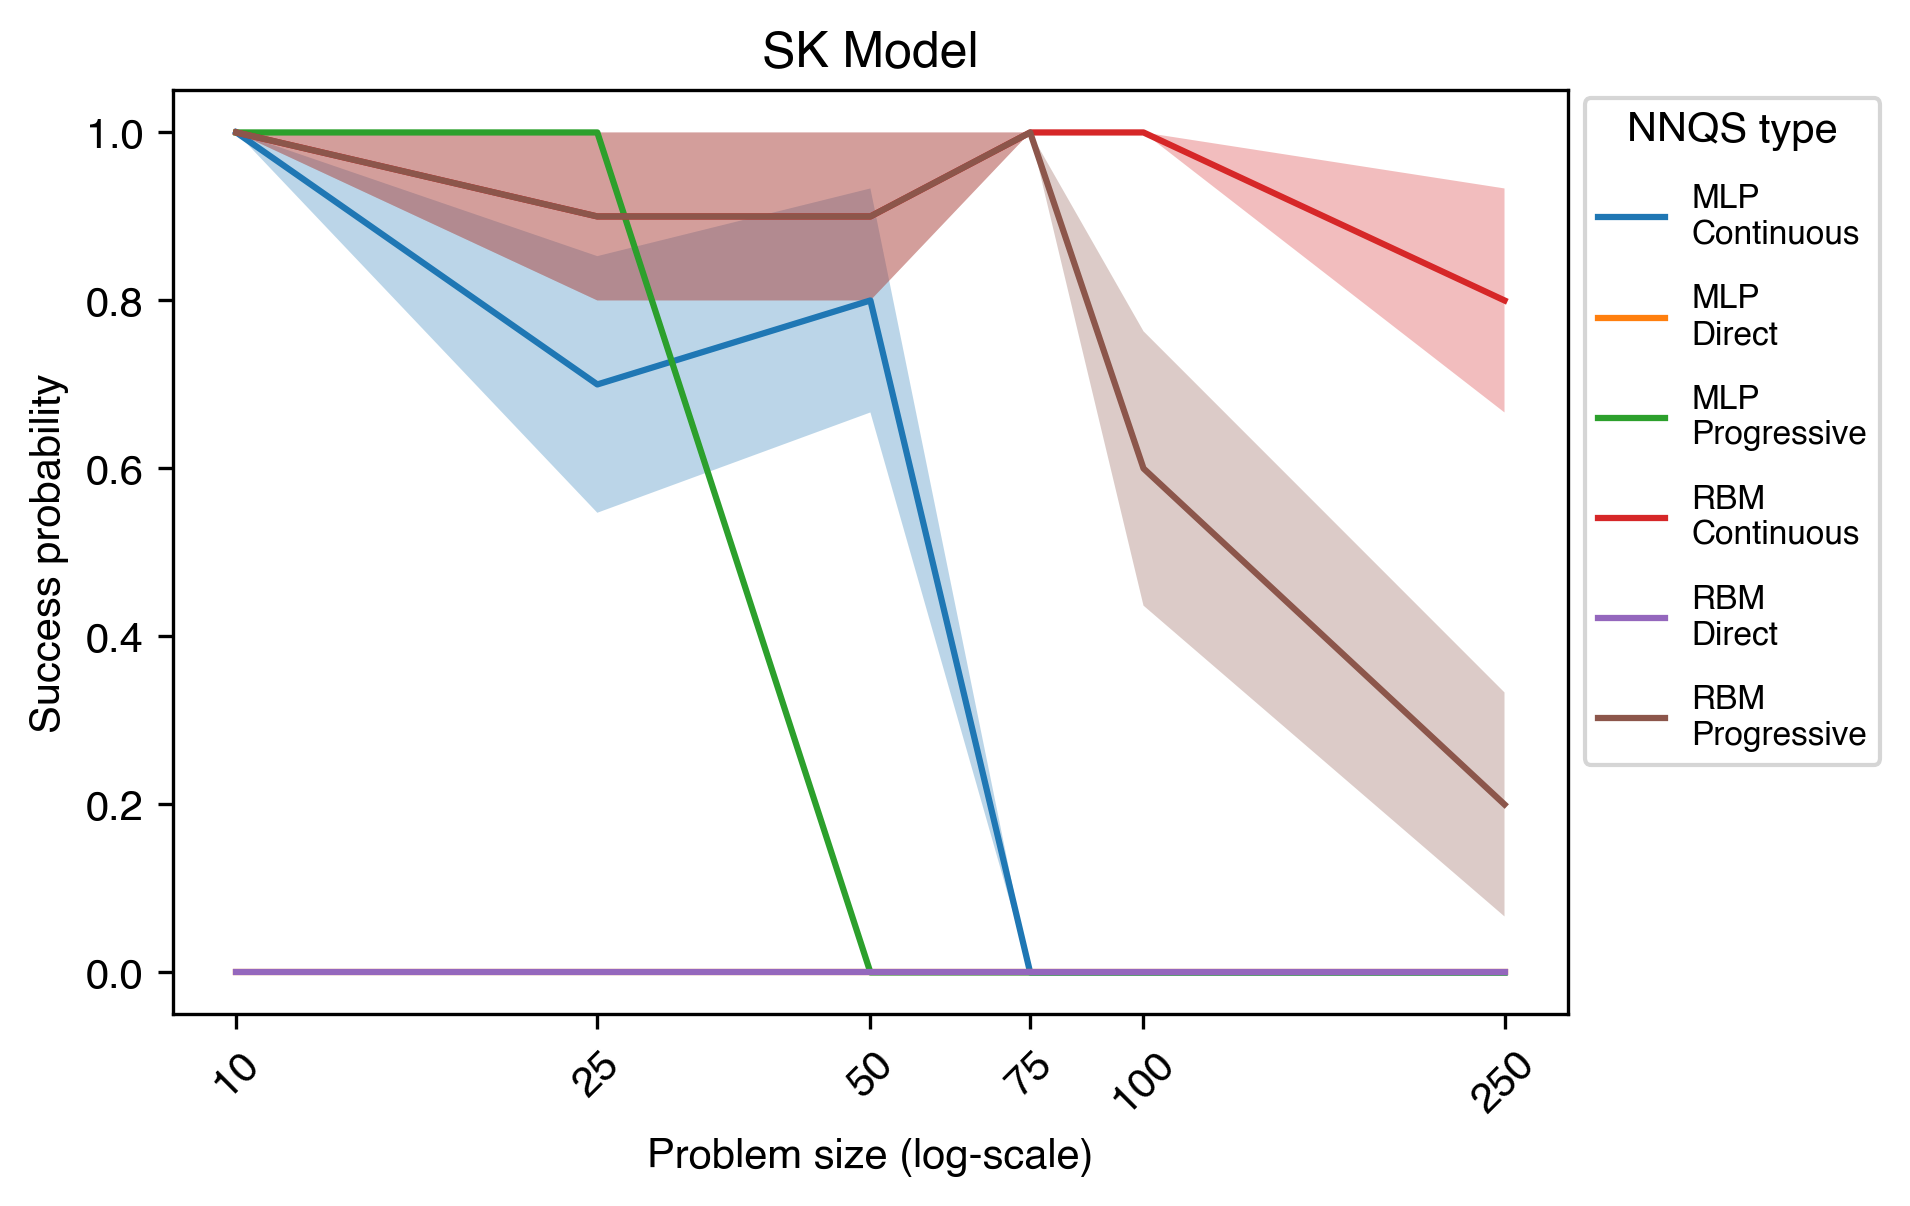 SK Model
Success probability
1.0
0.8
0.6
0.4
0.2
0.0
10
25
50
75
100
250
Problem size (log-scale)
NNQS type
MLP
Continuous
MLP
Direct
MLP
Progressive
RBM
Continuous
RBM
Direct
RBM
Progressive